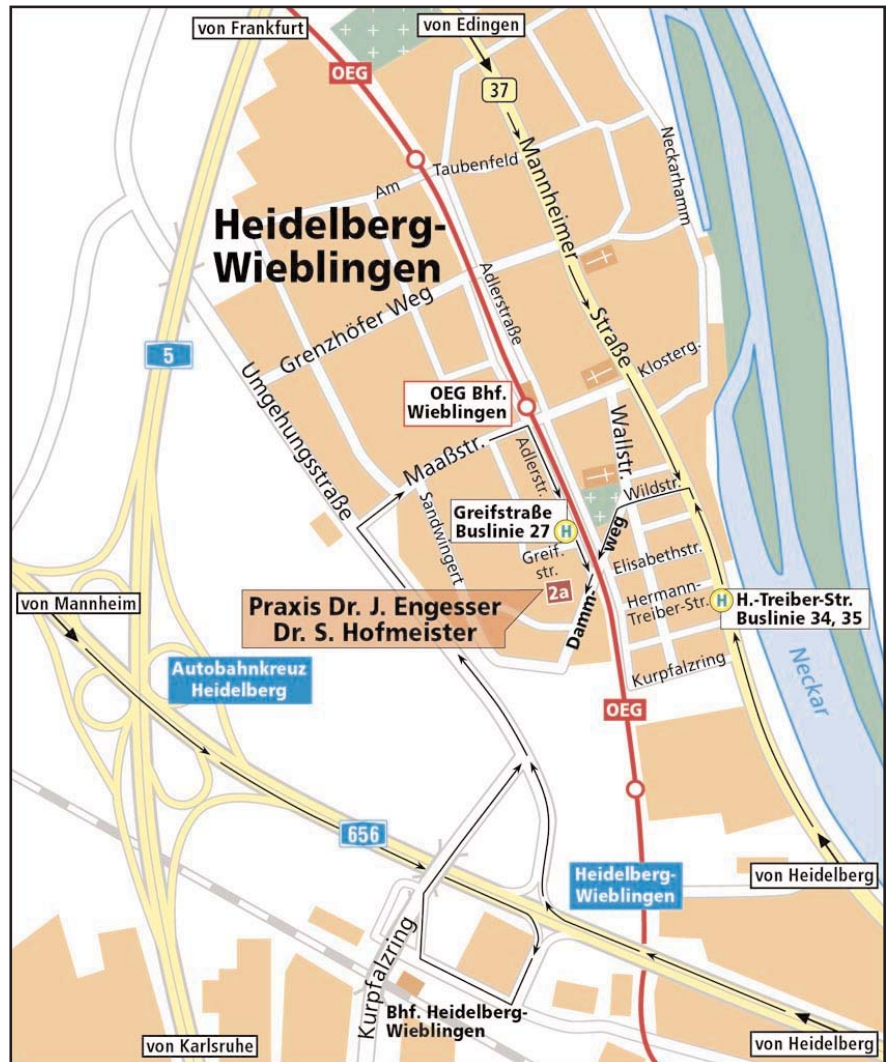 von Frankfurt
von Edingen
OEG
37
Mannheimer
Straße
Neckarhamm
Am
Taubenfeld
Heidelberg-
Wieblingen
Adlerstraße
Grenzhöfer Weg
5
Umgehungsstraße
Klosterg.
OEG Bhf.
Wieblingen
Wallstr.
Maaßstr.
Adlerstr.
Sandwingert
Wildstr.
Greifstraße
Buslinie 27
H
weg
Greif.
str.
Elisabethstr.
2a
Damm-
Hermann-
Treiber-Str.
H
H.-Treiber-Str.
Buslinie 34, 35
von Mannheim
Praxis Dr. J. Engesser
Dr. S. Hofmeister
Kurpfalzring
Autobahnkreuz
Heidelberg
OEG
Neckar
656
Heidelberg-
Wieblingen
von Heidelberg
Kurpfalzring
Bhf. Heidelberg-
Wieblingen
von Karlsruhe
von Heidelberg